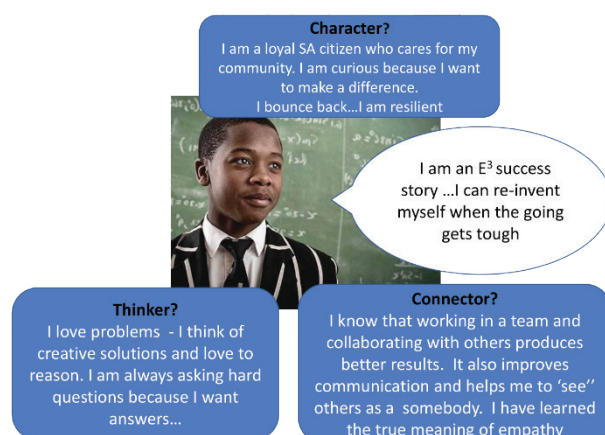 Character?
I am a loyal SA citizen who cares for my
community. I am curious because I want
to make a difference.
I bounce back...I am resilient
I am an E³ success
story ...I can re-invent
myself when the going
gets tough
Thinker?
I love problems - I think of
creative solutions and love to
reason. I am always asking hard
questions because I want
answers...
Connector?
I know that working in a team and
collaborating with others produces
better results. It also improves
communication and helps me to ‘see’’
others as a somebody. I have learned
the true meaning of empathy